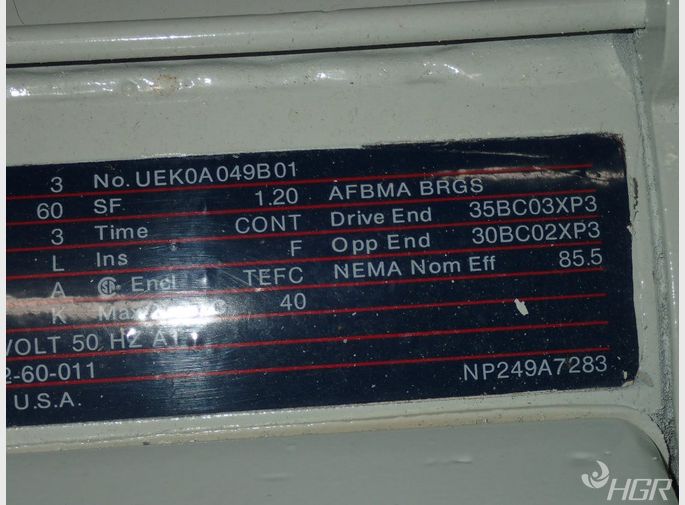 3 No. UEK0A049B01
60 SF 1.20 AFBMA BRGS
3 Time CONT Drive End 35BC03XP3
L Ins F Opp End 30BC02XP3
A Encl TEFC NEMA Nom Eff 85.5
K Max 40
VOLT 50 HZ
2-60-011 NP249A7283
U.S.A.
HGR